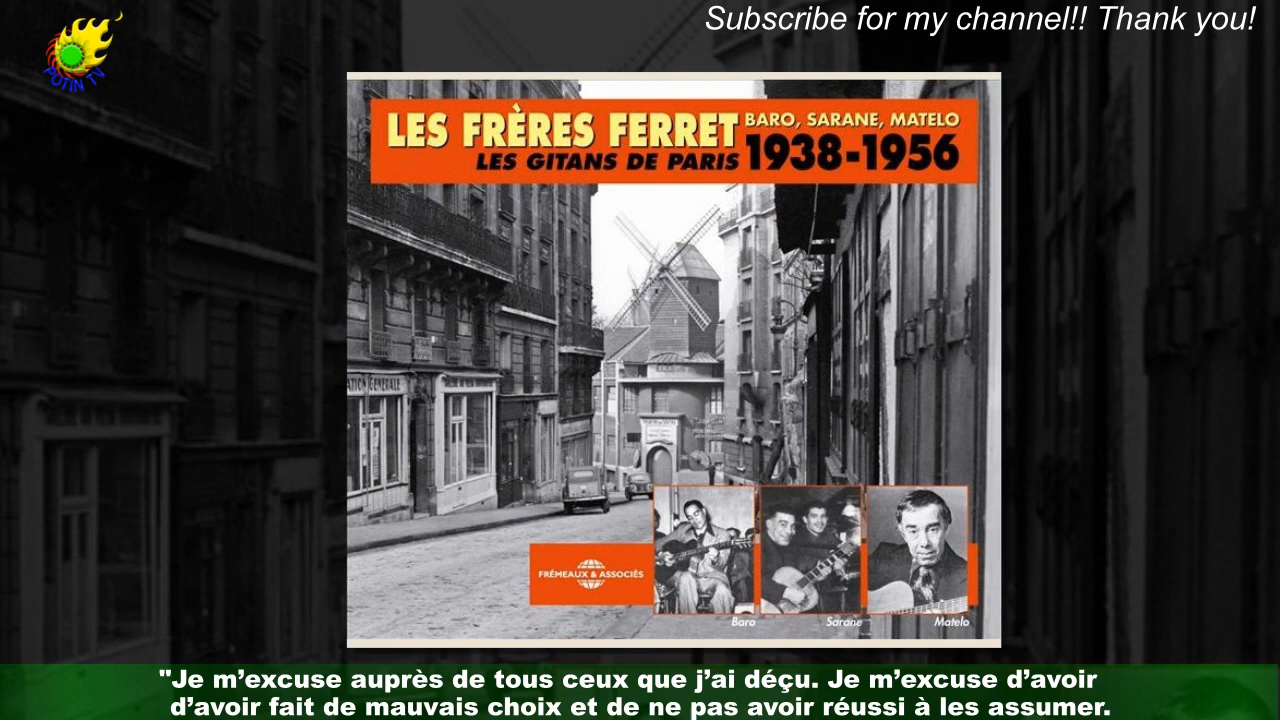 Subscribe for my channel!! Thank you!
POTIN TV
LES FRÈRES FERRET BARO, SARANE, MATELO
LES GITANS DE PARIS 1938-1956
FRÉMEAUX & ASSOCIÉS
Baro Sarane Matelo
"Je m’excuse auprès de tous ceux que j’ai déçu. Je m’excuse d’avoir
d’avoir fait de mauvais choix et de ne pas avoir réussi à les assumer.